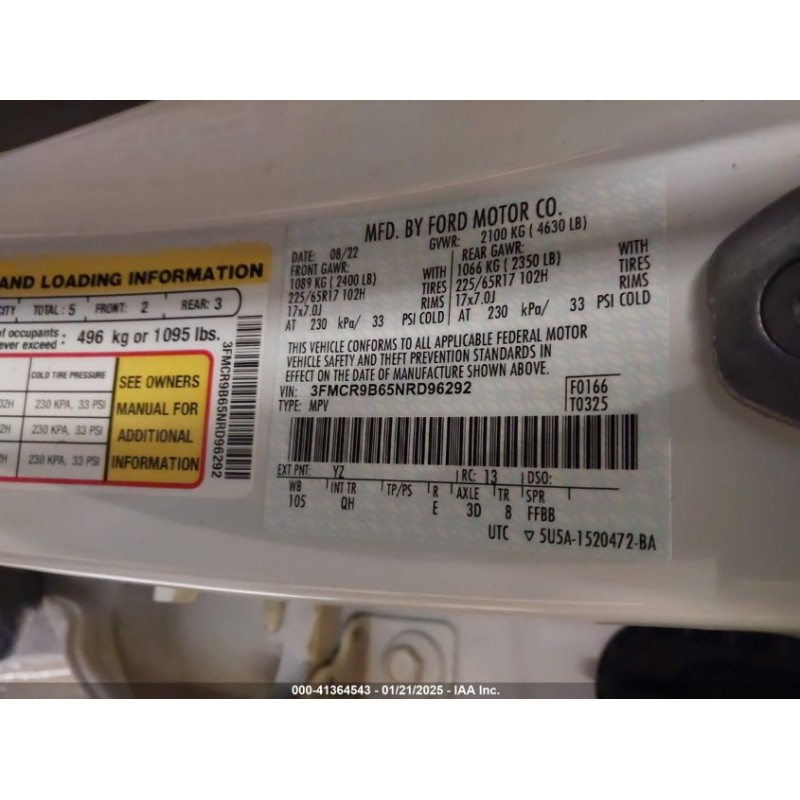 AND LOADING INFORMATION
CITY TOTAL: 5 FRONT: 2 REAR: 3
of occupants
never exceed : 496 kg or 1095 lbs.
COLD TIRE PRESSURE
02H 230 KPA, 33 PSI
2H 230 KPA, 33 PSI
H 230 KPA, 33 PSI
SEE OWNERS
MANUAL FOR
ADDITIONAL
INFORMATION
3FMCR9B65NRD96292
MFD. BY FORD MOTOR CO.
DATE: 08/22 GVWR: 2100 KG ( 4630 LB)
FRONT GAWR: REAR GAWR:
1089 KG ( 2400 LB) WITH 1066 KG ( 2350 LB) WITH
225/65R17 102H TIRES 225/65R17 102H TIRES
17x7.0J RIMS 17x7.0J RIMS
AT 230 kPa/ 33 PSI COLD AT 230 kPa/ 33 PSI COLD
THIS VEHICLE CONFORMS TO ALL APPLICABLE FEDERAL MOTOR
VEHICLE SAFETY AND THEFT PREVENTION STANDARDS IN
EFFECT ON THE DATE OF MANUFACTURE SHOWN ABOVE.
VIN: 3FMCR9B65NRD96292 F0166
TYPE: MPV T0325
EXT PNT: YZ RC: 13 DSO:
WB INT TR TP/PS R AXLE TR SPR
105 QH E 3D 8 FFBB
UTC ▽ 5U5A-1520472-BA
000-41364543 - 01/21/2025 - IAA Inc.